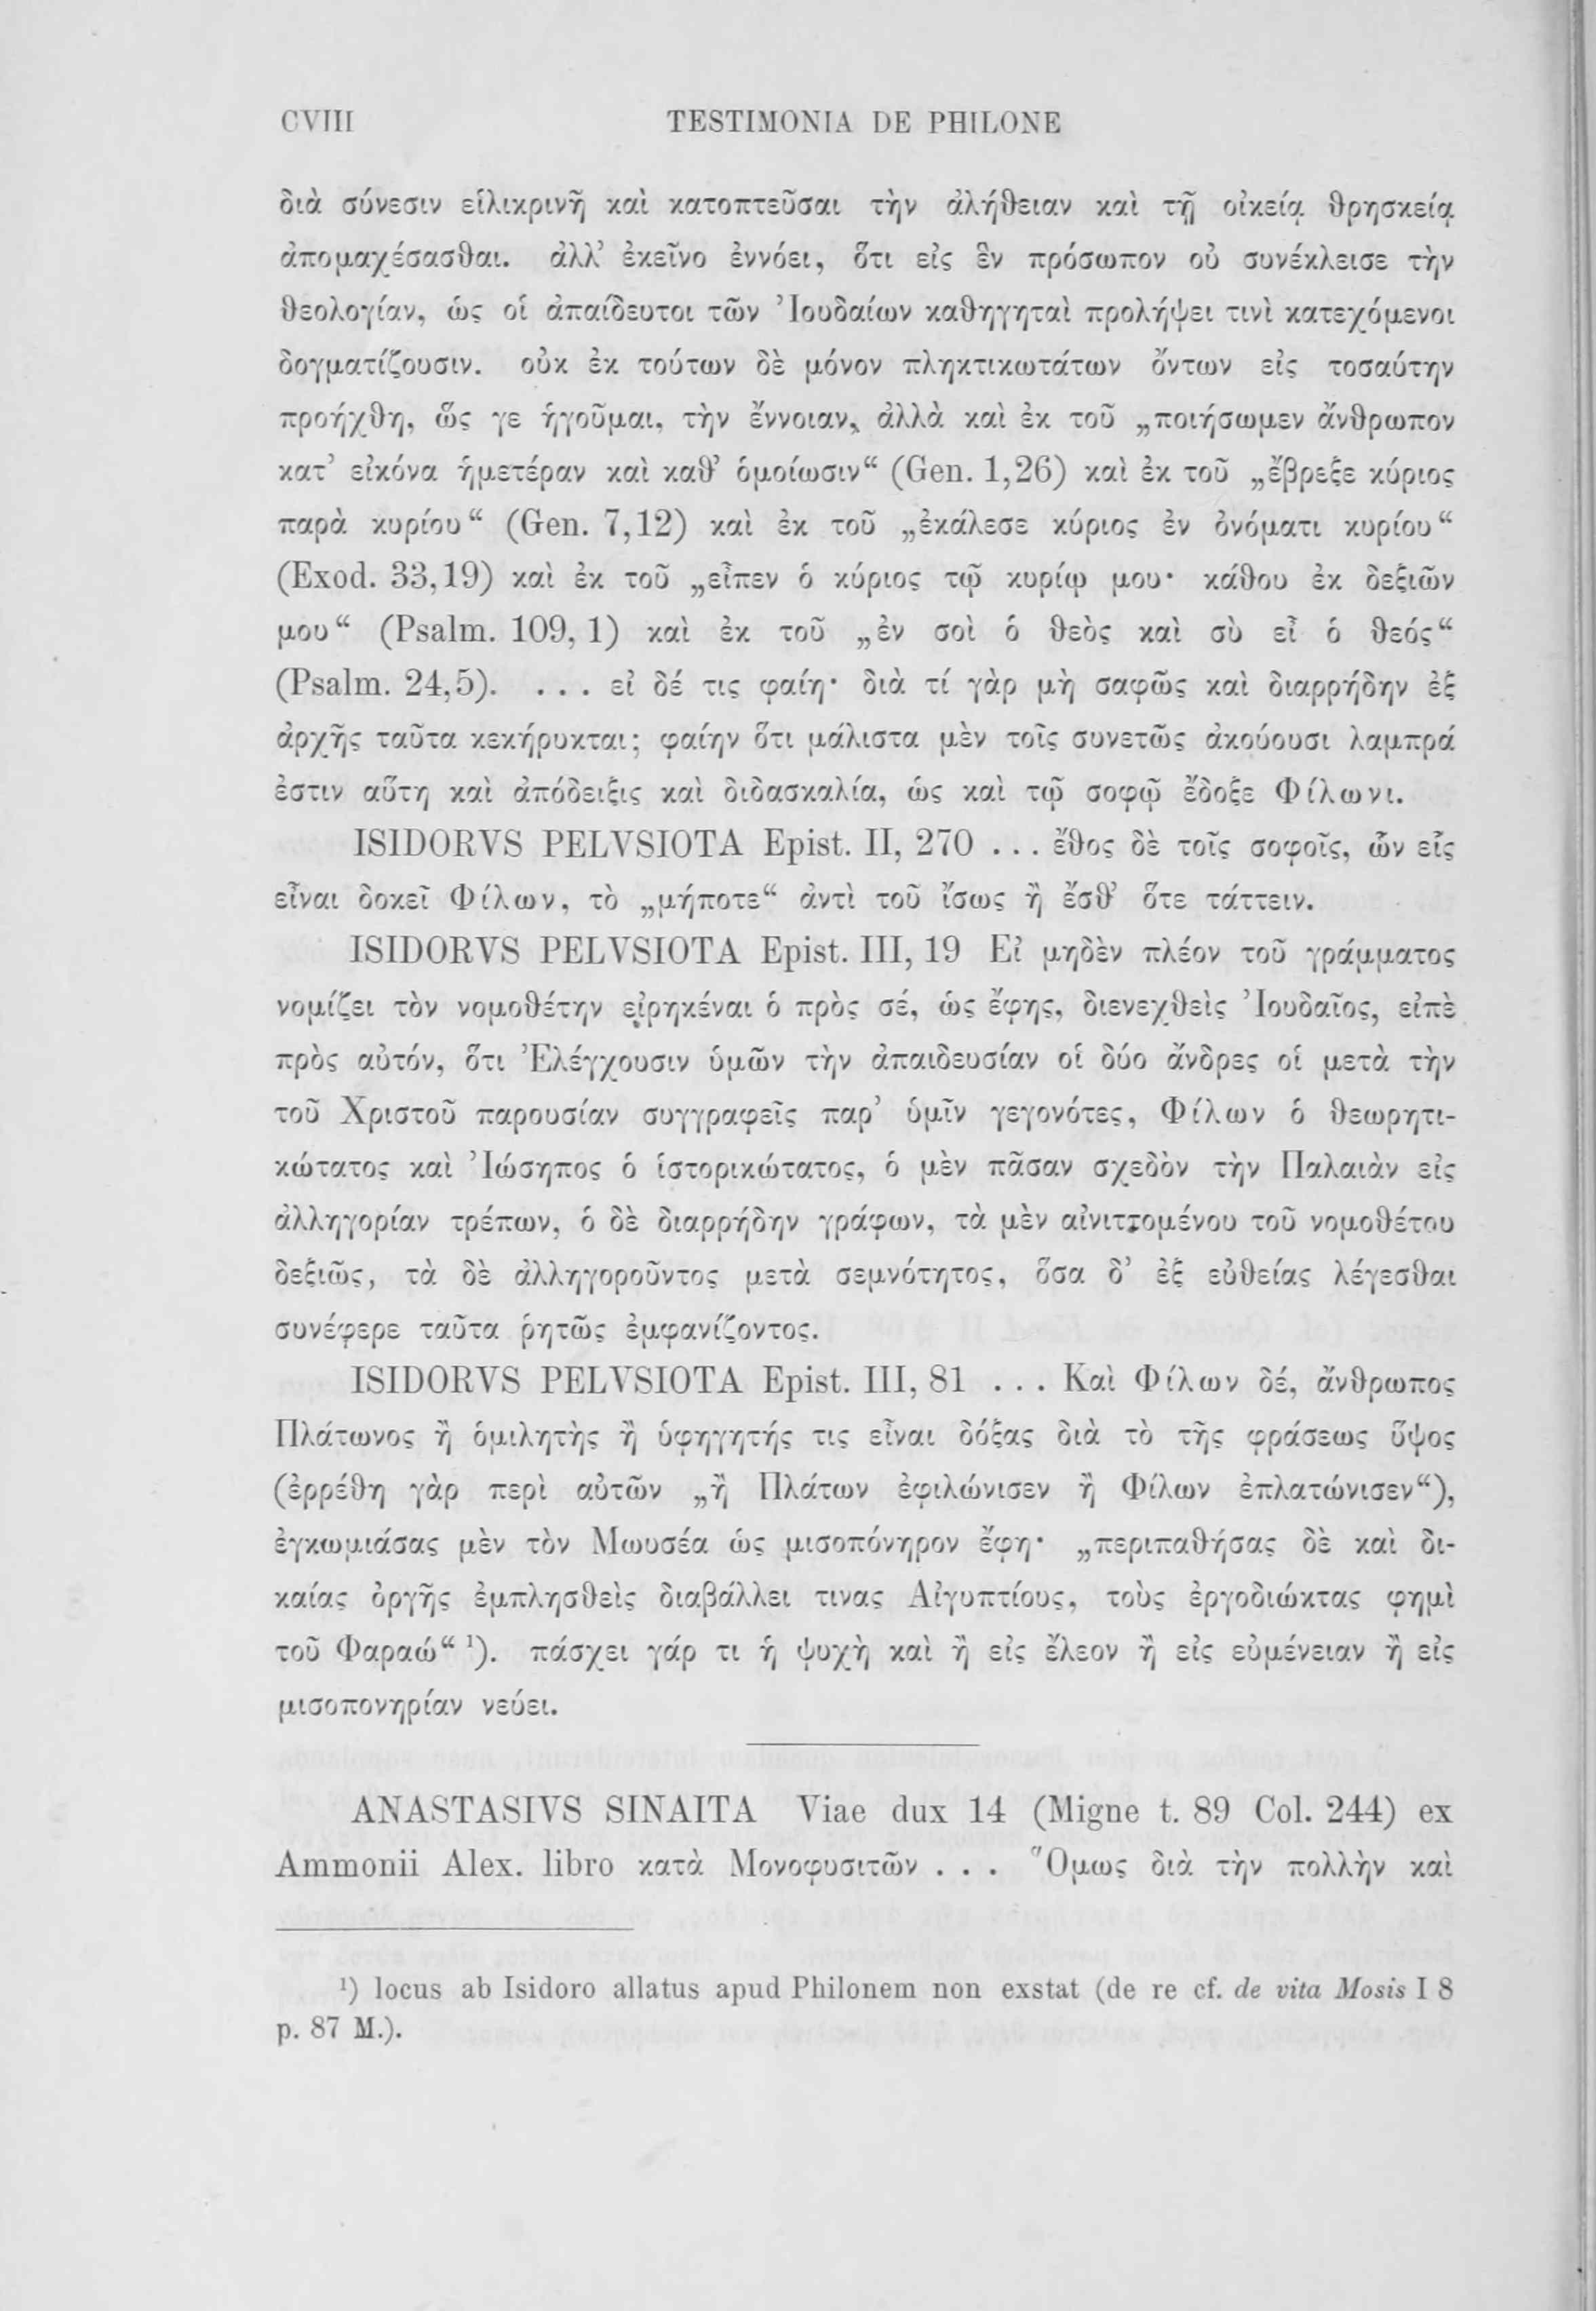 CVIII TESTIMONIA DE PHILONE
διὰ σύνεσιν εἱλικρινῆ καὶ κατοπτεῦσαι τὴν ἀλήθειαν καὶ τῇ οἰκείᾳ θρησκείᾳ
ἀπομαχέσασθαι. ἀλλ’ ἐκεῖνο ἐννόει, ὅτι εἰς ἓν πρόσωπον οὐ συνέκλεισε τὴν
θεολογίαν, ὡς οἱ ἀπαίδευτοι τῶν Ἰουδαίων καθηγηταὶ προλήψει τινὶ κατεχόμενοι
δογματίζουσιν. οὐκ ἐκ τούτων δὲ μόνον πληκτικωτάτων ὄντων εἰς τοσαύτην
προήχθη, ὥς γε ἡγοῦμαι, τὴν ἔννοιαν, ἀλλὰ καὶ ἐκ τοῦ „ποιήσωμεν ἄνθρωπον
κατ’ εἰκόνα ἡμετέραν καὶ καθ’ ὁμοίωσιν“ (Gen. 1,26) καὶ ἐκ τοῦ „ἔβρεξε κύριος
παρὰ κυρίου“ (Gen. 7,12) καὶ ἐκ τοῦ „ἐκάλεσε κύριος ἐν ὀνόματι κυρίου“
(Exod. 33,19) καὶ ἐκ τοῦ „εἶπεν ὁ κύριος τῷ κυρίῳ μου· κάθου ἐκ δεξιῶν
μου“ (Psalm. 109, 1) καὶ ἐκ τοῦ „ἐν σοὶ ὁ θεὸς καὶ σὺ εἶ ὁ θεός“
(Psalm. 24,5). ... εἰ δέ τις φαίη· διὰ τί γὰρ μὴ σαφῶς καὶ διαρρήδην ἐξ
ἀρχῆς ταῦτα κεκήρυκται; φαίην ὅτι μάλιστα μὲν τοῖς συνετῶς ἀκούουσι λαμπρά
ἐστιν αὕτη καὶ ἀπόδειξις καὶ διδασκαλία, ὡς καὶ τῷ σοφῷ ἔδοξε Φίλωνι.
ISIDORVS PELVSIOTA Epist. II, 270 ... ἔθος δὲ τοῖς σοφοῖς, ὧν εἷς
εἶναι δοκεῖ Φίλων, τὸ „μήποτε“ ἀντὶ τοῦ ἴσως ἢ ἔσθ’ ὅτε τάττειν.
ISIDORVS PELVSIOTA Epist. III, 19 Εἰ μηδὲν πλέον τοῦ γράμματος
νομίζει τὸν νομοθέτην εἰρηκέναι ὁ πρὸς σέ, ὡς ἔφης, διενεχθεὶς Ἰουδαῖος, εἰπὲ
πρὸς αὐτόν, ὅτι Ἐλέγχουσιν ὑμῶν τὴν ἀπαιδευσίαν οἱ δύο ἄνδρες οἱ μετὰ τὴν
τοῦ Χριστοῦ παρουσίαν συγγραφεῖς παρ’ ὑμῖν γεγονότες, Φίλων ὁ θεωρητι-
κώτατος καὶ Ἰώσηπος ὁ ἱστορικώτατος, ὁ μὲν πᾶσαν σχεδὸν τὴν Παλαιὰν εἰς
ἀλληγορίαν τρέπων, ὁ δὲ διαρρήδην γράφων, τὰ μὲν αἰνιττομένου τοῦ νομοθέτου
δεξιῶς, τὰ δὲ ἀλληγοροῦντος μετὰ σεμνότητος, ὅσα δ’ ἐξ εὐθείας λέγεσθαι
συνέφερε ταῦτα ῥητῶς ἐμφανίζοντος.
ISIDORVS PELVSIOTA Epist. III, 81 ... Καὶ Φίλων δέ, ἄνθρωπος
Πλάτωνος ἢ ὁμιλητὴς ἢ ὑφηγητής τις εἶναι δόξας διὰ τὸ τῆς φράσεως ὕψος
(ἐρρέθη γὰρ περὶ αὐτῶν „ἢ Πλάτων ἐφιλώνισεν ἢ Φίλων ἐπλατώνισεν“),
ἐγκωμιάσας μὲν τὸν Μωυσέα ὡς μισοπόνηρον ἔφη· „περιπαθήσας δὲ καὶ δι-
καίας ὀργῆς ἐμπλησθεὶς διαβάλλει τινας Αἰγυπτίους, τοὺς ἐργοδιώκτας φημὶ
τοῦ Φαραώ“ ¹). πάσχει γάρ τι ἡ ψυχὴ καὶ ἢ εἰς ἔλεον ἢ εἰς εὐμένειαν ἢ εἰς
μισοπονηρίαν νεύει.
ANASTASIVS SINAITA Viae dux 14 (Migne t. 89 Col. 244) ex
Ammonii Alex. libro κατὰ Μονοφυσιτῶν ... Ὅμως διὰ τὴν πολλὴν καὶ
¹) locus ab Isidoro allatus apud Philonem non exstat (de re cf. de vita Mosis I 8
p. 87 M.).